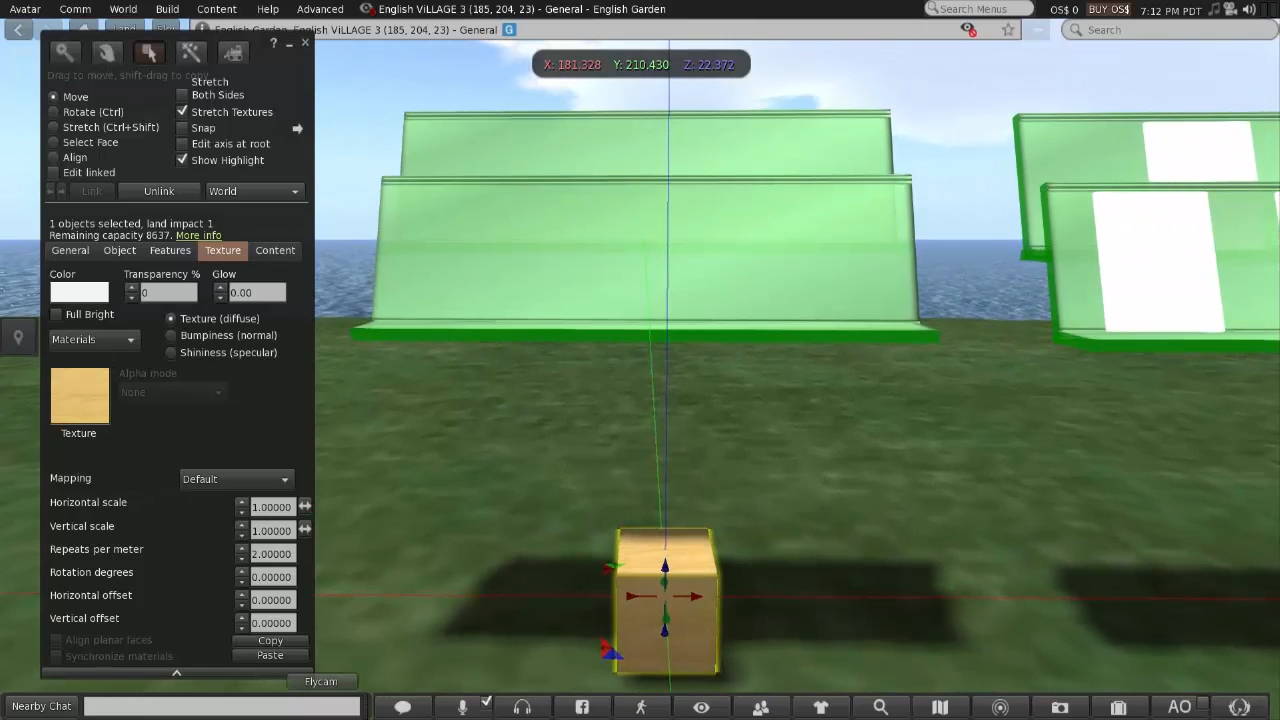 Avatar Comm World Build Content Help Advanced English VillAGE 3 (185, 204, 23) - General - English Garden Search Menus OS$ 0 BUY OS$ 7:12 PM PDT
English Garden, English VillAGE 3 (185, 204, 23) - General G Search
X: 181.328 Y: 210.430 Z: 22.372
Drag to move, shift-drag to copy
Move
Rotate (Ctrl)
Stretch (Ctrl+Shift)
Select Face
Align
Edit linked
Stretch
Both Sides
Stretch Textures
Snap
Edit axis at root
Show Highlight
Link Unlink World
1 objects selected, land impact 1
Remaining capacity 8637. More info
General Object Features Texture Content
Color Transparency % Glow
0 0.00
Full Bright
Texture (diffuse)
Materials
Bumpiness (normal)
Shininess (specular)
Alpha mode
None
Texture
Mapping Default
Horizontal scale 1.00000
Vertical scale 1.00000
Repeats per meter 2.00000
Rotation degrees 0.00000
Horizontal offset 0.00000
Vertical offset 0.00000
Align planar faces Copy
Synchronize materials Paste
Flycam
Nearby Chat AO